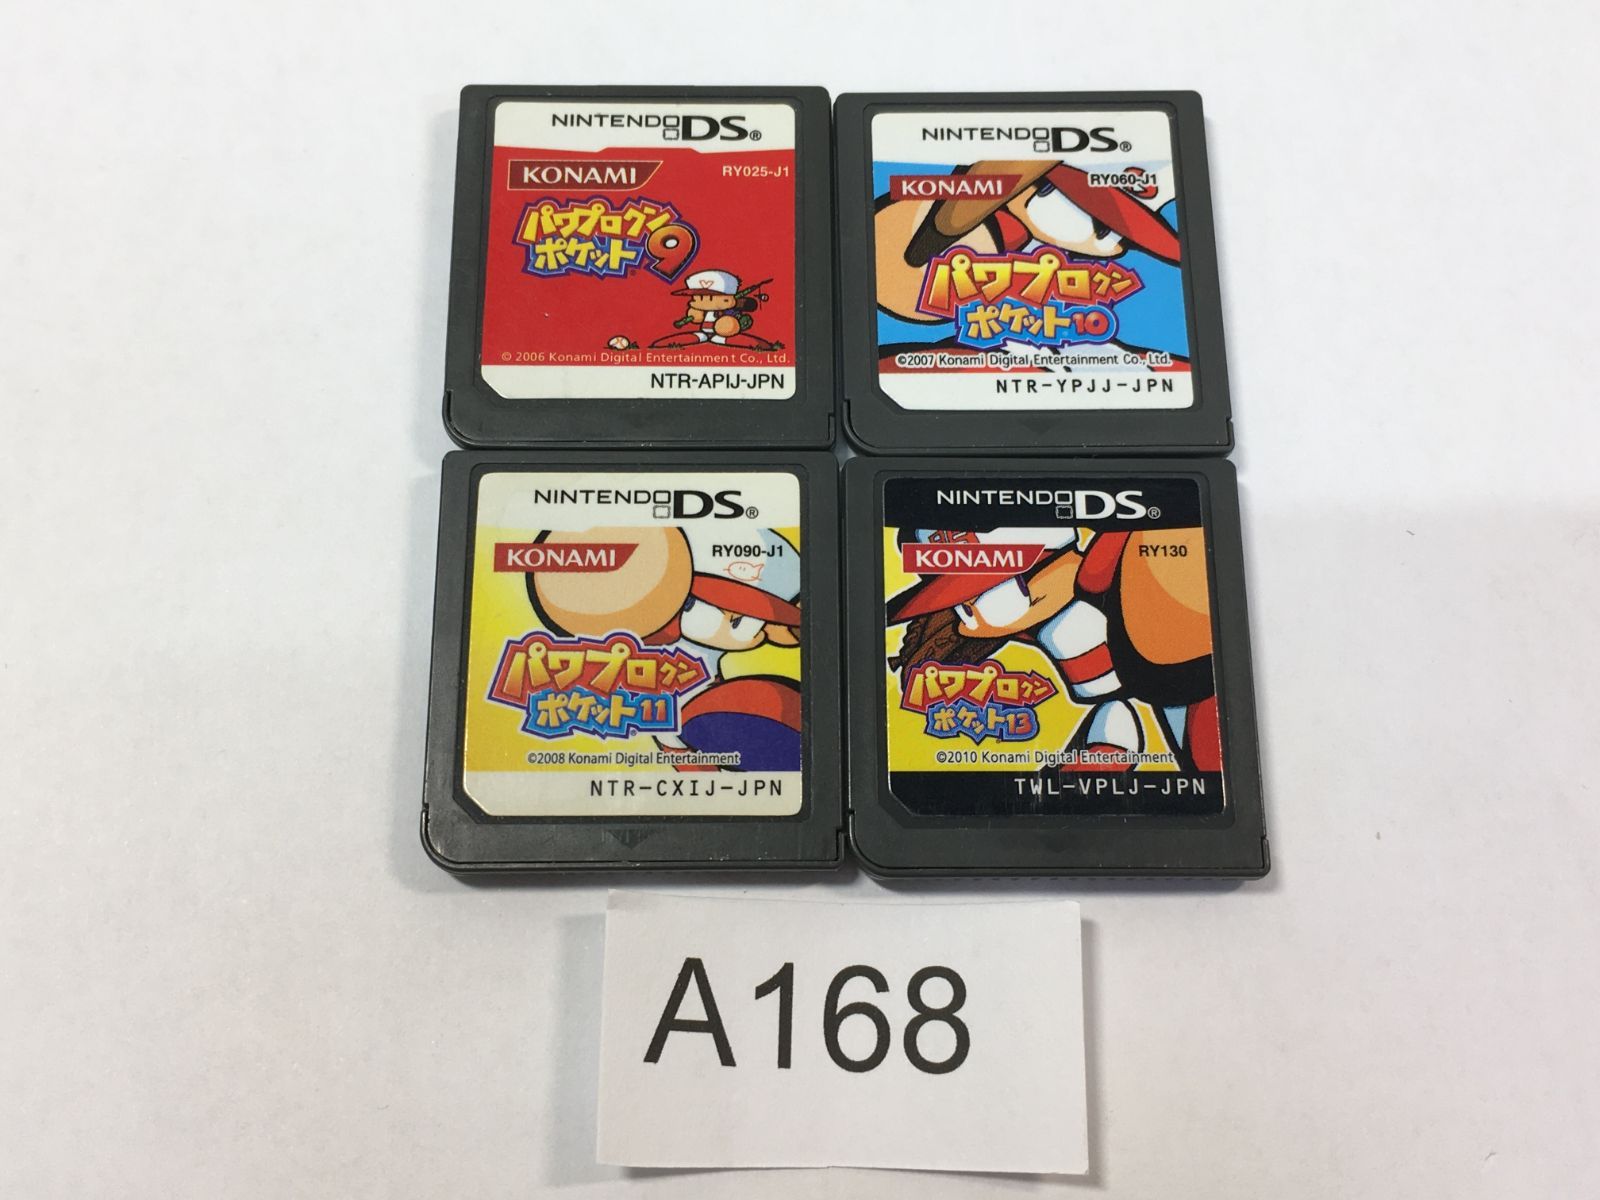 NINTENDO DS®
KONAMI
RY025-J1
パワプロクン
ポケット9
© 2006 Konami Digital Entertainment Co., Ltd.
NTR-APIJ-JPN
NINTENDO DS®
KONAMI
RY060-J1
パワプロクン
ポケット10
©2007 Konami Digital Entertainment Co., Ltd.
NTR-YPJJ-JPN
NINTENDO DS®
KONAMI
RY090-J1
パワプロクン
ポケット11
©2008 Konami Digital Entertainment
NTR-CXIJ-JPN
NINTENDO DS®
KONAMI
RY130
パワプロクン
ポケット13
©2010 Konami Digital Entertainment
TWL-VPLJ-JPN
A168